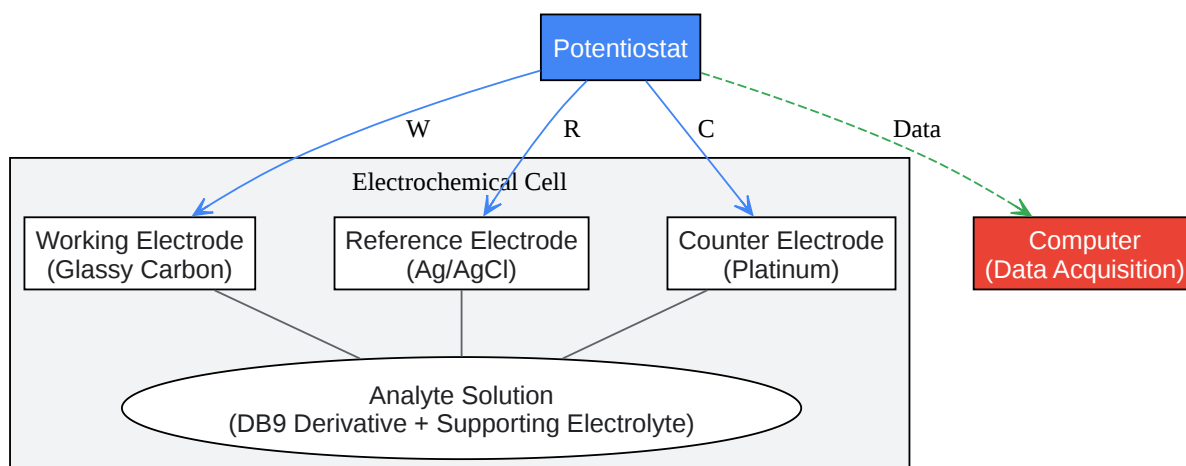 Potentiostat
W
R
C
Data
Electrochemical Cell
Working Electrode
(Glassy Carbon)
Reference Electrode
(Ag/AgCl)
Counter Electrode
(Platinum)
Computer
(Data Acquisition)
Analyte Solution
(DB9 Derivative + Supporting Electrolyte)